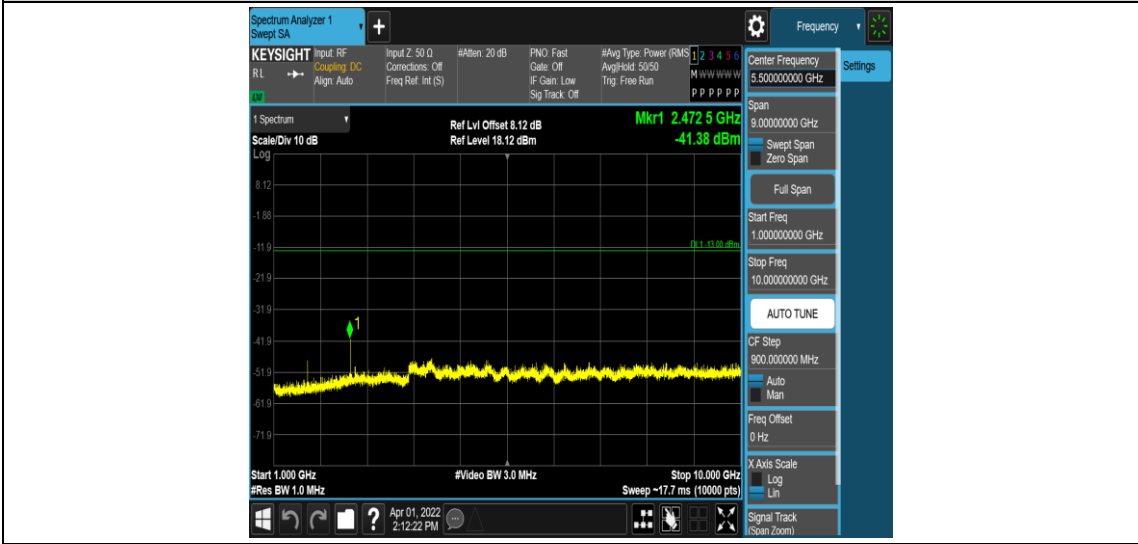 Spectrum Analyzer 1
Swept SA
+
Frequency
KEYSIGHT
RL
Input: RF
Coupling: DC
Align: Auto
Input Z: 50 Ω
Corrections: Off
Freq Ref: Int (S)
#Atten: 20 dB
PNO: Fast
Gate: Off
IF Gain: Low
Sig Track: Off
#Avg Type: Power (RMS
Avg|Hold: 50/50
Trig: Free Run
1 2 3 4 5 6
M W W W W W
P P P P P P
1 Spectrum
Scale/Div 10 dB
Log
Ref Lvl Offset 8.12 dB
Ref Level 18.12 dBm
Mkr1 2.472 5 GHz
-41.38 dBm
8.12
-1.88
-11.9
DL1 -13.00 dBm
-21.9
-31.9
1
-41.9
-51.9
-61.9
-71.9
Start 1.000 GHz
#Video BW 3.0 MHz
Stop 10.000 GHz
#Res BW 1.0 MHz
Sweep ~17.7 ms (10000 pts)
?
Apr 01, 2022
2:12:22 PM
Center Frequency
5.500000000 GHz
Settings
Span
9.00000000 GHz
Swept Span
Zero Span
Full Span
Start Freq
1.000000000 GHz
Stop Freq
10.000000000 GHz
AUTO TUNE
CF Step
900.000000 MHz
Auto
Man
Freq Offset
0 Hz
X Axis Scale
Log
Lin
Signal Track
(Span Zoom)